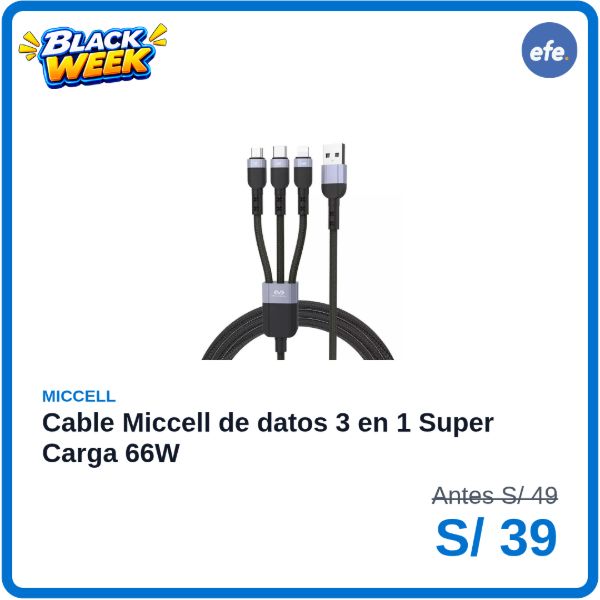 BLACK
WEEK
efe.
MICCELL
Cable Miccell de datos 3 en 1 Super
Carga 66W
Antes S/ 49
S/ 39